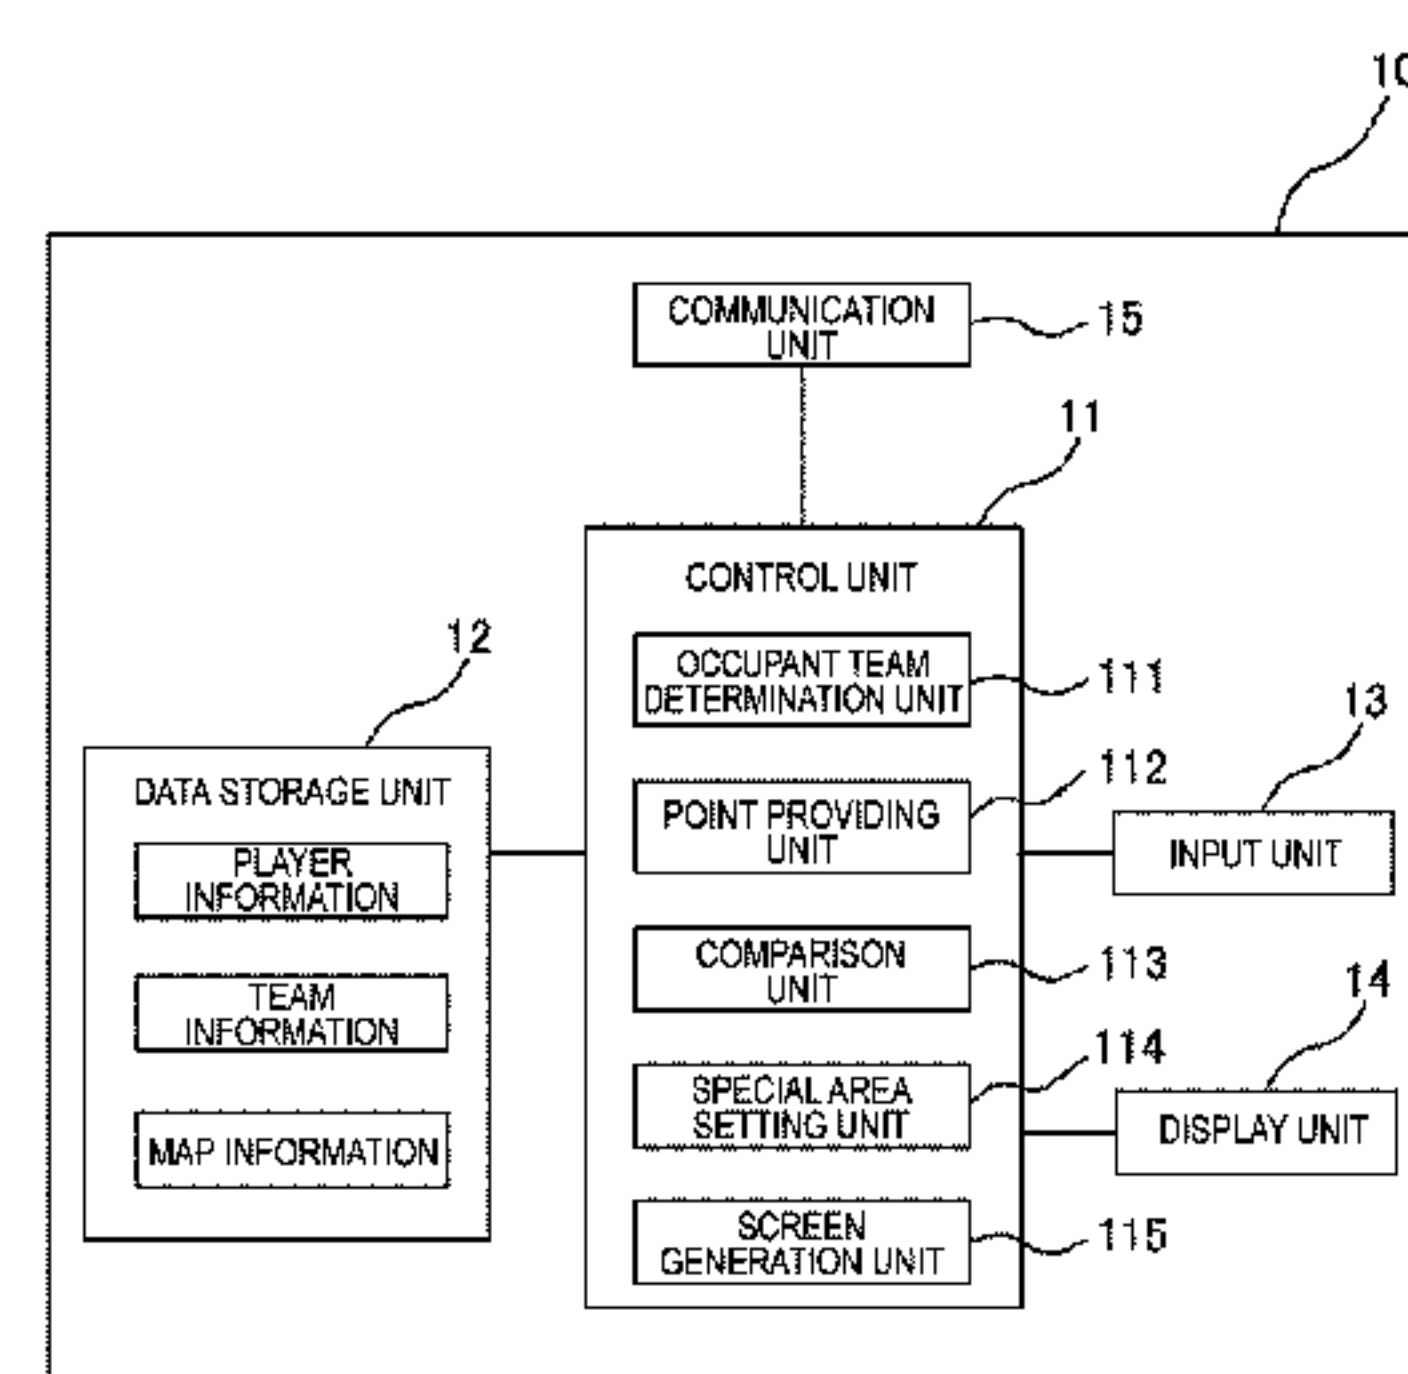 10
COMMUNICATION
UNIT
15
11
CONTROL UNIT
OCCUPANT TEAM
DETERMINATION UNIT
111
POINT PROVIDING
UNIT
112
COMPARISON
UNIT
113
SPECIAL AREA
SETTING UNIT
114
SCREEN
GENERATION UNIT
115
12
DATA STORAGE UNIT
PLAYER
INFORMATION
TEAM
INFORMATION
MAP INFORMATION
13
INPUT UNIT
14
DISPLAY UNIT